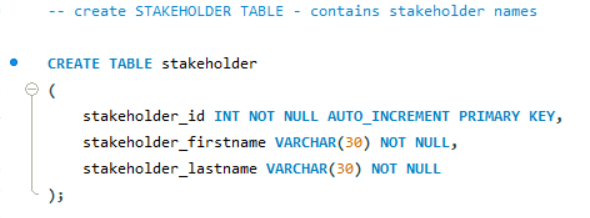 -- create STAKEHOLDER TABLE - contains stakeholder names
CREATE TABLE stakeholder
(
stakeholder_id INT NOT NULL AUTO_INCREMENT PRIMARY KEY,
stakeholder_firstname VARCHAR(30) NOT NULL,
stakeholder_lastname VARCHAR(30) NOT NULL
);